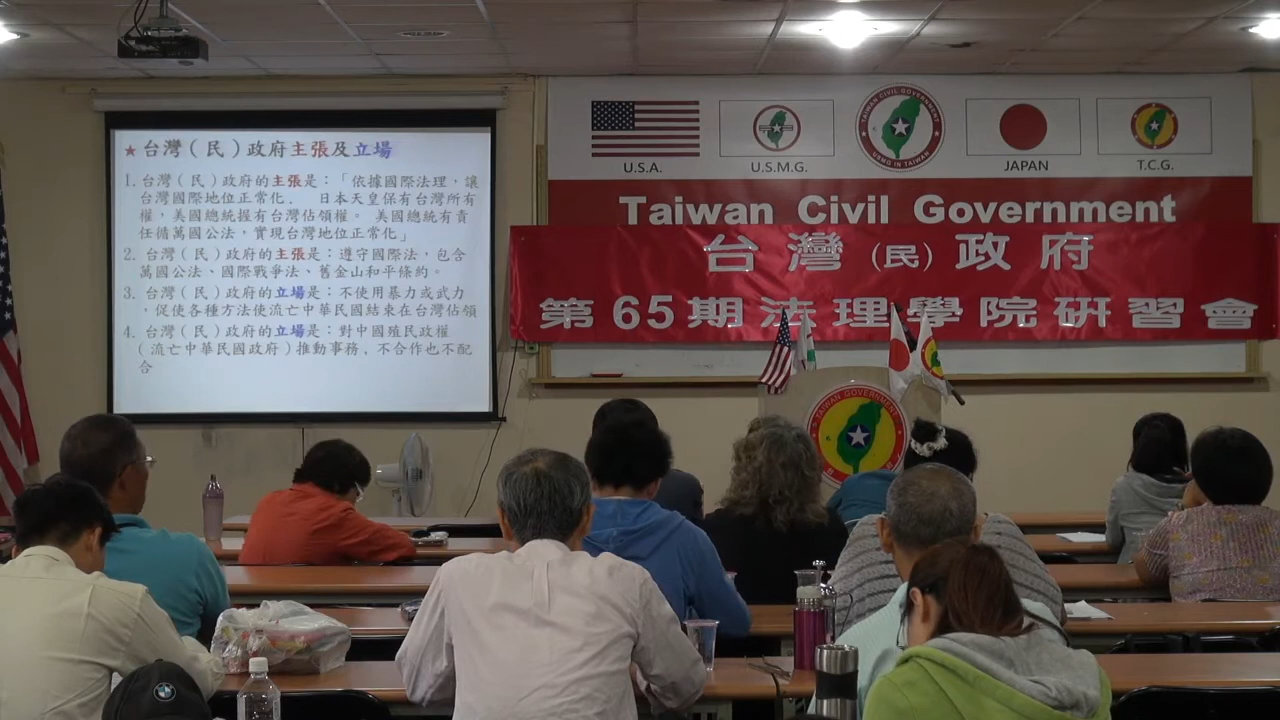 ★台灣(民)政府主張及立場
1. 台灣(民)政府的主張是:「依據國際法理,讓
台灣國際地位正常化. 日本天皇保有台灣所有
權,美國總統握有台灣佔領權。 美國總統有責
任循萬國公法,實現台灣地位正常化」
2. 台灣(民)政府的主張是:遵守國際法,包含
萬國公法、國際戰爭法、舊金山和平條約。
3. 台灣(民)政府的立場是:不使用暴力或武力
,促使各種方法使流亡中華民國結束在台灣佔領
4. 台灣(民)政府的立場是:對中國殖民政權
(流亡中華民國政府)推動事務, 不合作也不配
合
U.S.A.
U.S.M.G.
TAIWAN CIVIL GOVERNMENT
USMG IN TAIWAN
JAPAN
T.C.G.
Taiwan Civil Government
台灣(民)政府
第65期法理學院研習會
TAIWAN GOVERNMENT
BMW